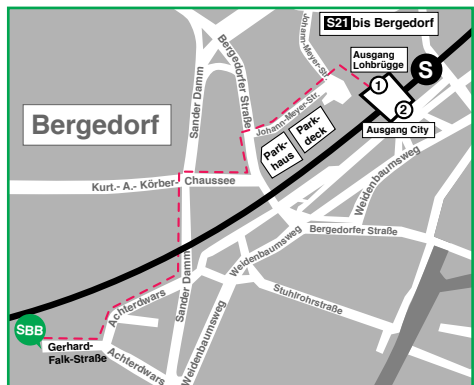 S21 bis Bergedorf
Johann-Meyer-Str.
Ausgang
Lohbrügge
S
1
2
Ausgang City
Sander Damm
Bergedorfer Straße
Johann-Meyer-Str.
Park-
haus
Park-
deck
Bergedorf
Kurt.- A.- Körber- Chaussee
Weidenbaumsweg
Bergedorfer Straße
Weidenbaumsweg
Sander Damm
Achterdwars
Stuhlrohrstraße
Weidenbaumsweg
SBB
Gerhard-
Falk-Straße
Achterdwars